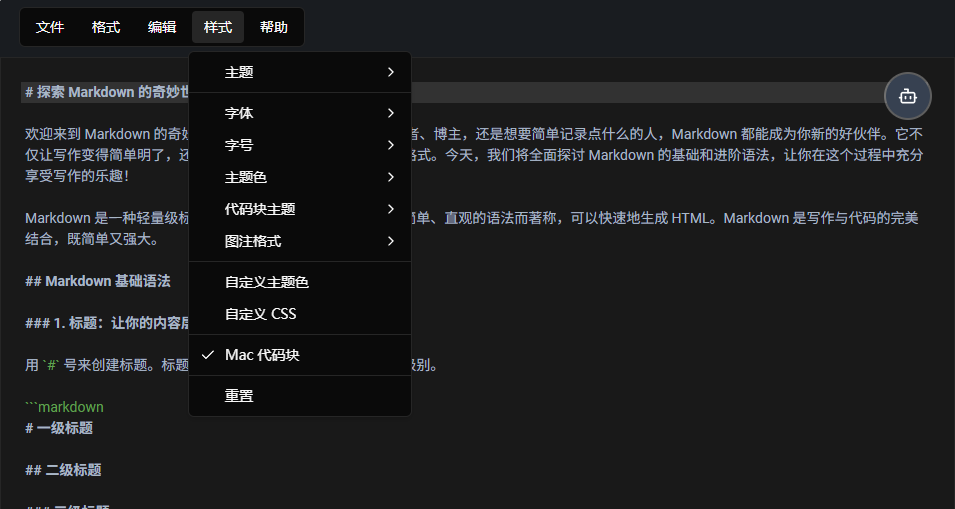 文件 格式 编辑 样式 帮助
主题
字体
字号
主题色
代码块主题
图注格式
自定义主题色
自定义 CSS
Mac 代码块
重置
# 探索 Markdown 的奇妙
欢迎来到 Markdown 的奇妙 者、博主，还是想要简单记录点什么的人，Markdown 都能成为你新的好伙伴。它不
仅让写作变得简单明了，还 格式。今天，我们将全面探讨 Markdown 的基础和进阶语法，让你在这个过程中充分
享受写作的乐趣！
Markdown 是一种轻量级标 简单、直观的语法而著称，可以快速地生成 HTML。Markdown 是写作与代码的完美
结合，既简单又强大。
## Markdown 基础语法
### 1. 标题：让你的内容层
用 `#` 号来创建标题。标题 级别。
```markdown
# 一级标题
## 二级标题
### 三级标题